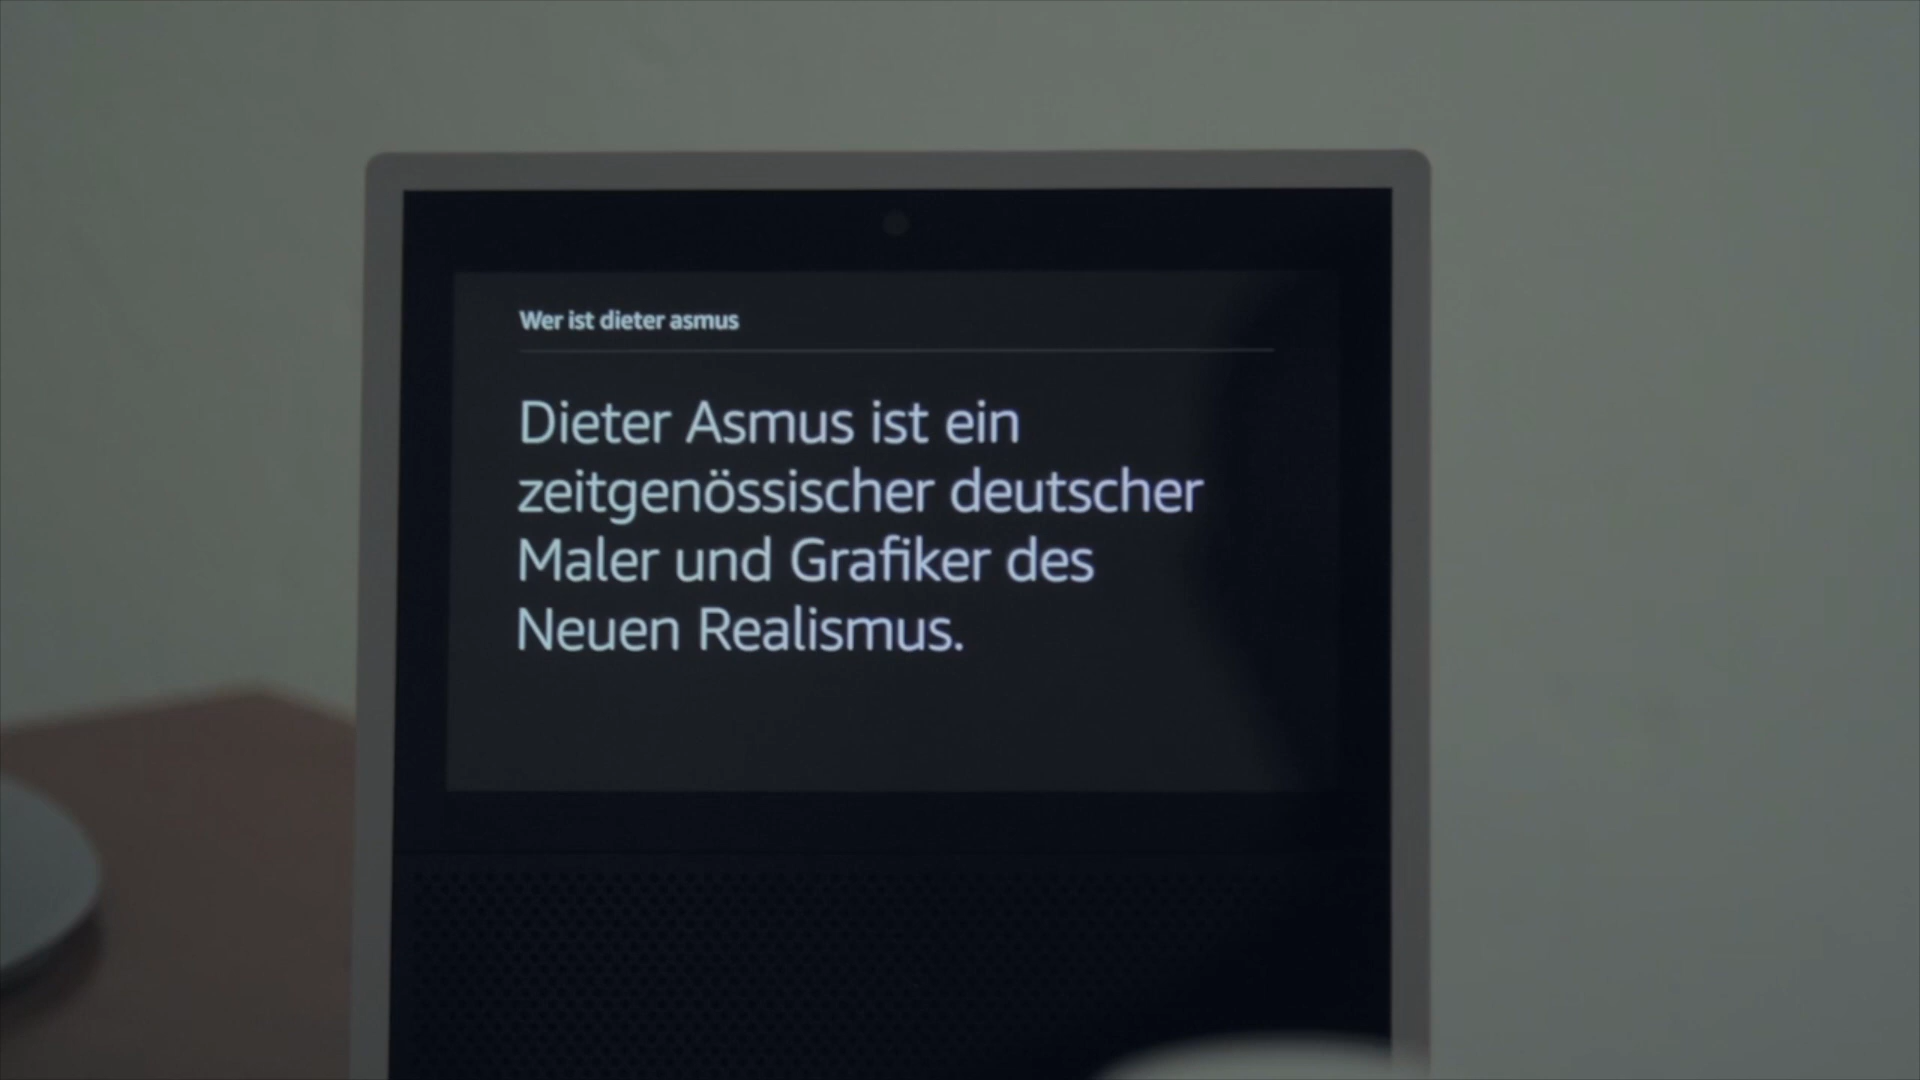 Wer ist dieter asmus
Dieter Asmus ist ein
zeitgenössischer deutscher
Maler und Grafiker des
Neuen Realismus.